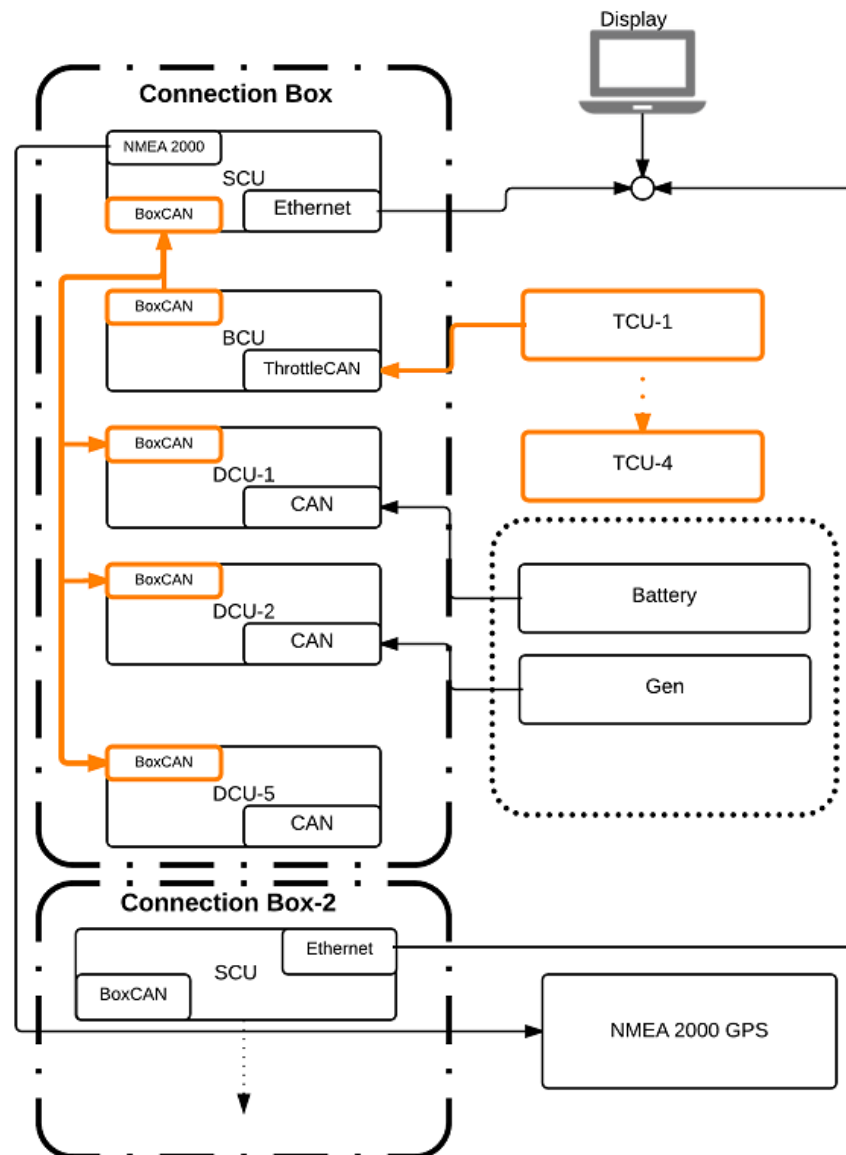 Display
Connection Box
NMEA 2000
SCU
BoxCAN
Ethernet
BoxCAN
BCU
ThrottleCAN
TCU-1
BoxCAN
DCU-1
CAN
TCU-4
BoxCAN
DCU-2
CAN
Battery
Gen
BoxCAN
DCU-5
CAN
Connection Box-2
Ethernet
SCU
BoxCAN
NMEA 2000 GPS